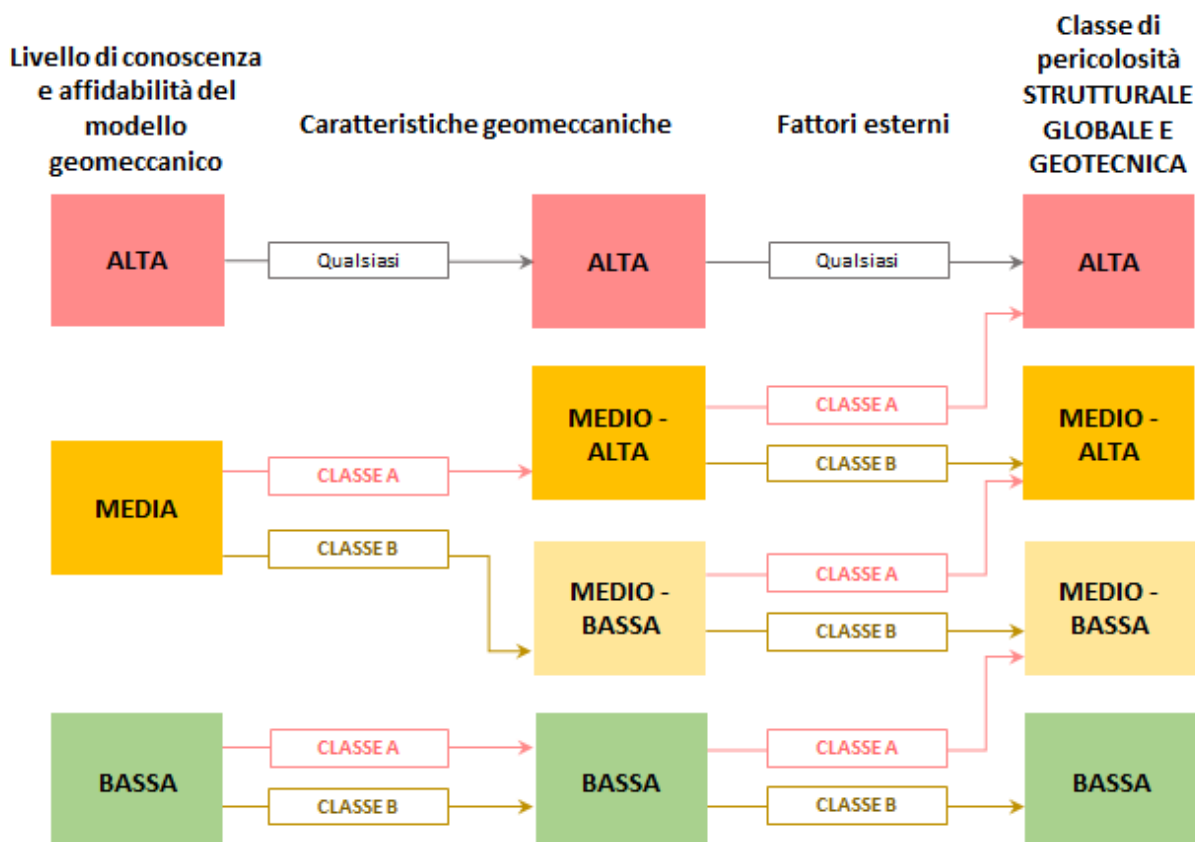 Livello di conoscenza
e affidabilità del
modello
geomeccanico
Caratteristiche geomeccaniche
Fattori esterni
Classe di
pericolosità
STRUTTURALE
GLOBALE E
GEOTECNICA
ALTA
Qualsiasi
ALTA
Qualsiasi
ALTA
MEDIA
CLASSE A
CLASSE B
MEDIO -
ALTA
CLASSE A
CLASSE B
MEDIO -
ALTA
MEDIO -
BASSA
CLASSE A
CLASSE B
MEDIO -
BASSA
BASSA
CLASSE A
CLASSE B
BASSA
CLASSE A
CLASSE B
BASSA